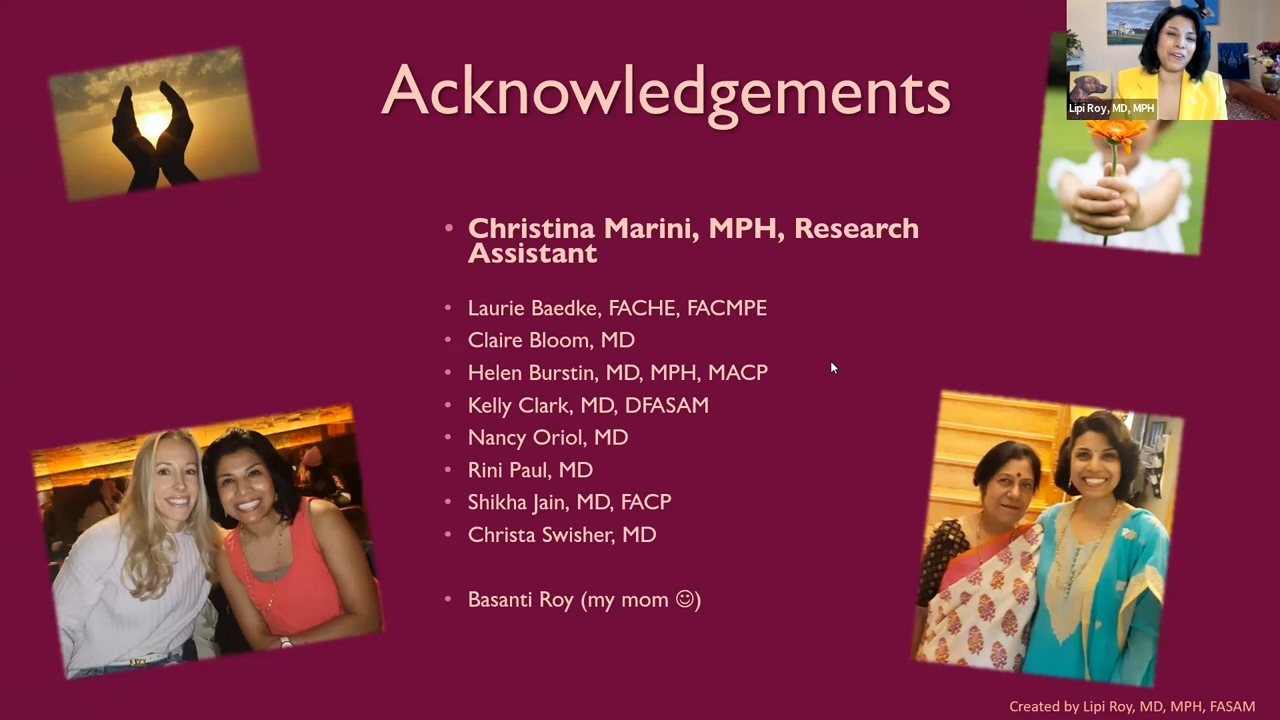 Acknowledgements
Lipi Roy, MD, MPH
• Christina Marini, MPH, Research
Assistant
• Laurie Baedke, FACHE, FACMPE
• Claire Bloom, MD
• Helen Burstin, MD, MPH, MACP
• Kelly Clark, MD, DFASAM
• Nancy Oriol, MD
• Rini Paul, MD
• Shikha Jain, MD, FACP
• Christa Swisher, MD
• Basanti Roy (my mom ☺)
Created by Lipi Roy, MD, MPH, FASAM